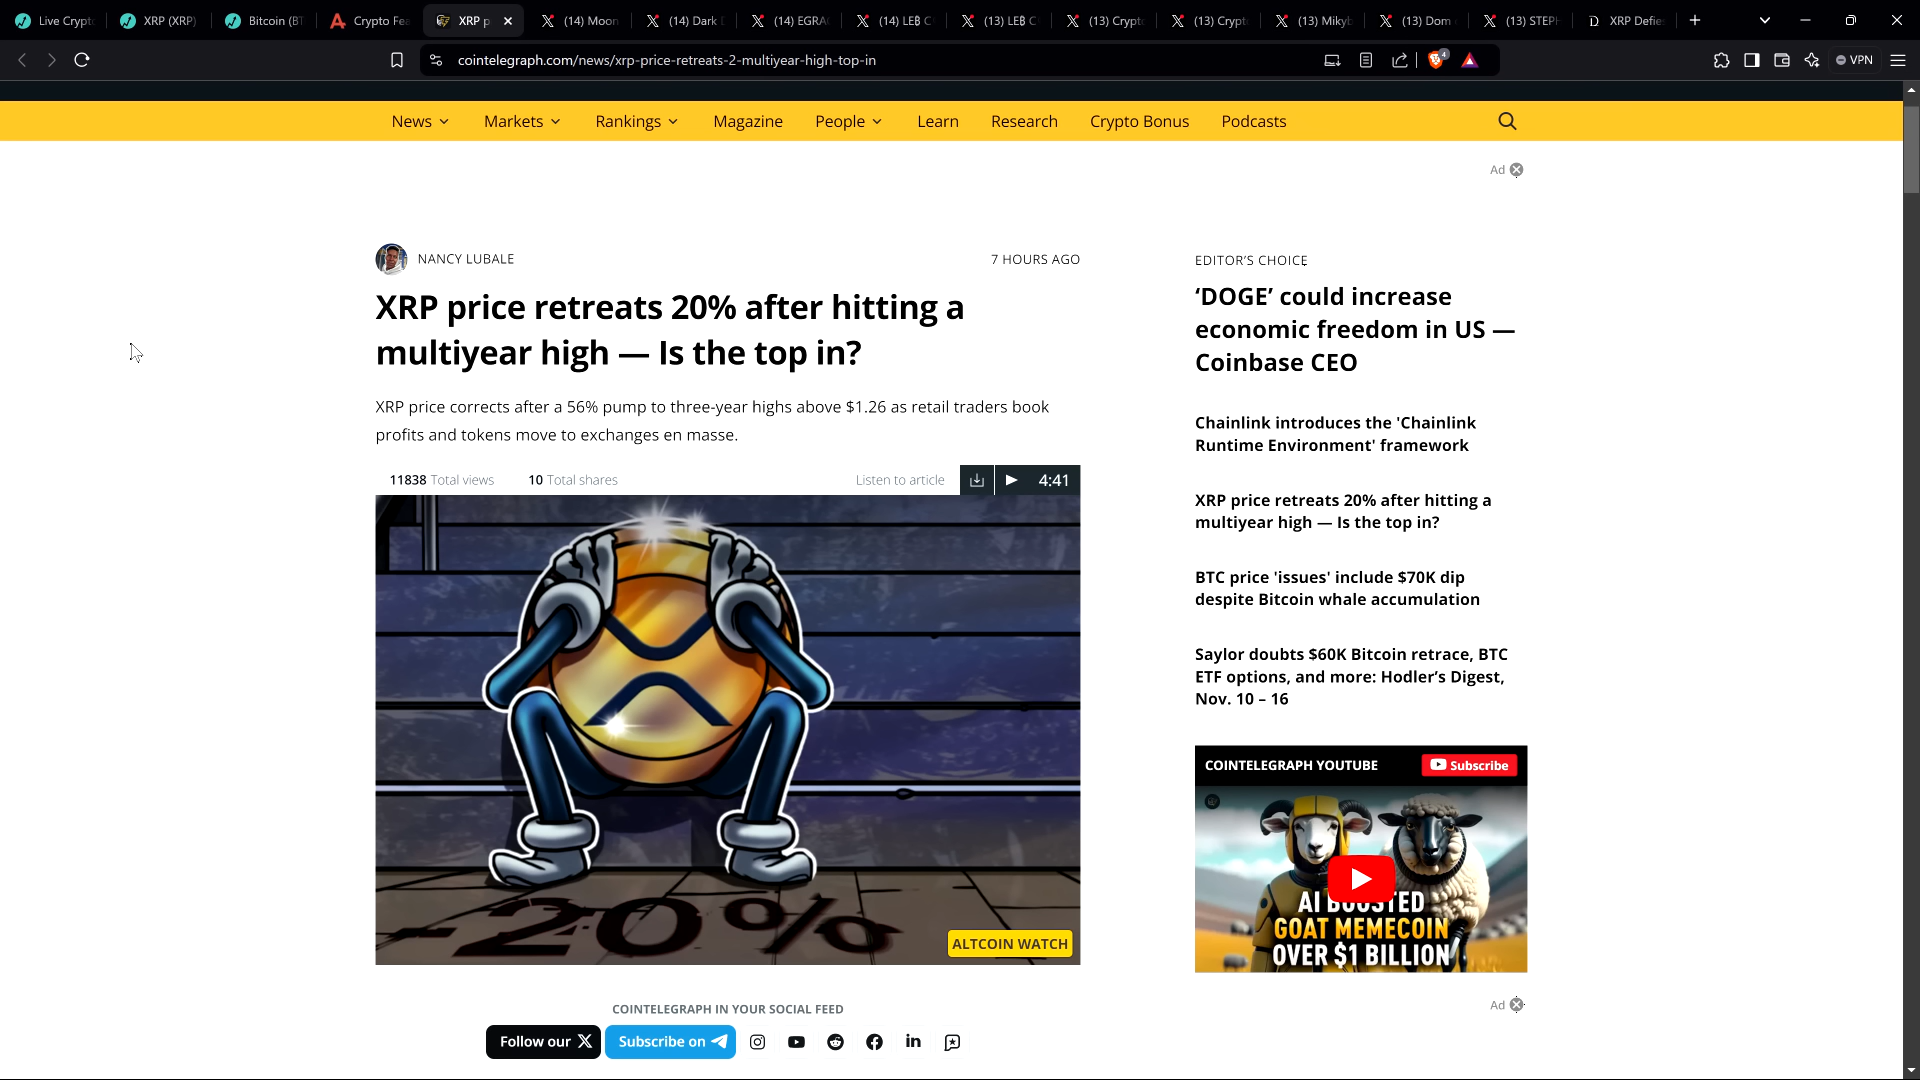 Live Crypto
XRP (XRP)
Bitcoin (BT
Crypto Fea
XRP p
(14) Moon
(14) Dark
(14) EGRA
(14) LEB C
(13) LEB C
(13) Crypt
(13) Crypt
(13) Mikyb
(13) Dom
(13) STEPH
XRP Defie
cointelegraph.com/news/xrp-price-retreats-2-multiyear-high-top-in
4
VPN
News
Markets
Rankings
Magazine
People
Learn
Research
Crypto Bonus
Podcasts
Ad
NANCY LUBALE
7 HOURS AGO
XRP price retreats 20% after hitting a
multiyear high — Is the top in?
XRP price corrects after a 56% pump to three-year highs above $1.26 as retail traders book
profits and tokens move to exchanges en masse.
11838 Total views
10 Total shares
Listen to article
4:41
-20%
ALTCOIN WATCH
COINTELEGRAPH IN YOUR SOCIAL FEED
Follow our X
Subscribe on
EDITOR'S CHOICE
‘DOGE’ could increase
economic freedom in US —
Coinbase CEO
Chainlink introduces the 'Chainlink
Runtime Environment' framework
XRP price retreats 20% after hitting a
multiyear high — Is the top in?
BTC price 'issues' include $70K dip
despite Bitcoin whale accumulation
Saylor doubts $60K Bitcoin retrace, BTC
ETF options, and more: Hodler’s Digest,
Nov. 10 – 16
COINTELEGRAPH YOUTUBE
Subscribe
AI BOOSTED
GOAT MEMECOIN
OVER $1 BILLION
Ad